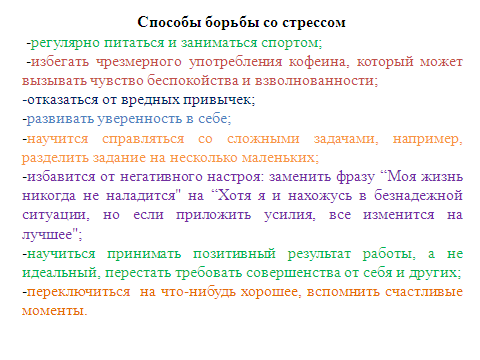 Способы борьбы со стрессом
-регулярно питаться и заниматься спортом;
-избегать чрезмерного употребления кофеина, который может
вызывать чувство беспокойства и взволнованности;
-отказаться от вредных привычек;
-развивать уверенность в себе;
-научится справляться со сложными задачами, например,
разделить задание на несколько маленьких;
-избавится от негативного настроя: заменить фразу “Моя жизнь
никогда не наладится" на “Хотя я и нахожусь в безнадежной
ситуации, но если приложить усилия, все изменится на
лучшее";
-научиться принимать позитивный результат работы, а не
идеальный, перестать требовать совершенства от себя и других;
-переключиться на что-нибудь хорошее, вспомнить счастливые
моменты.